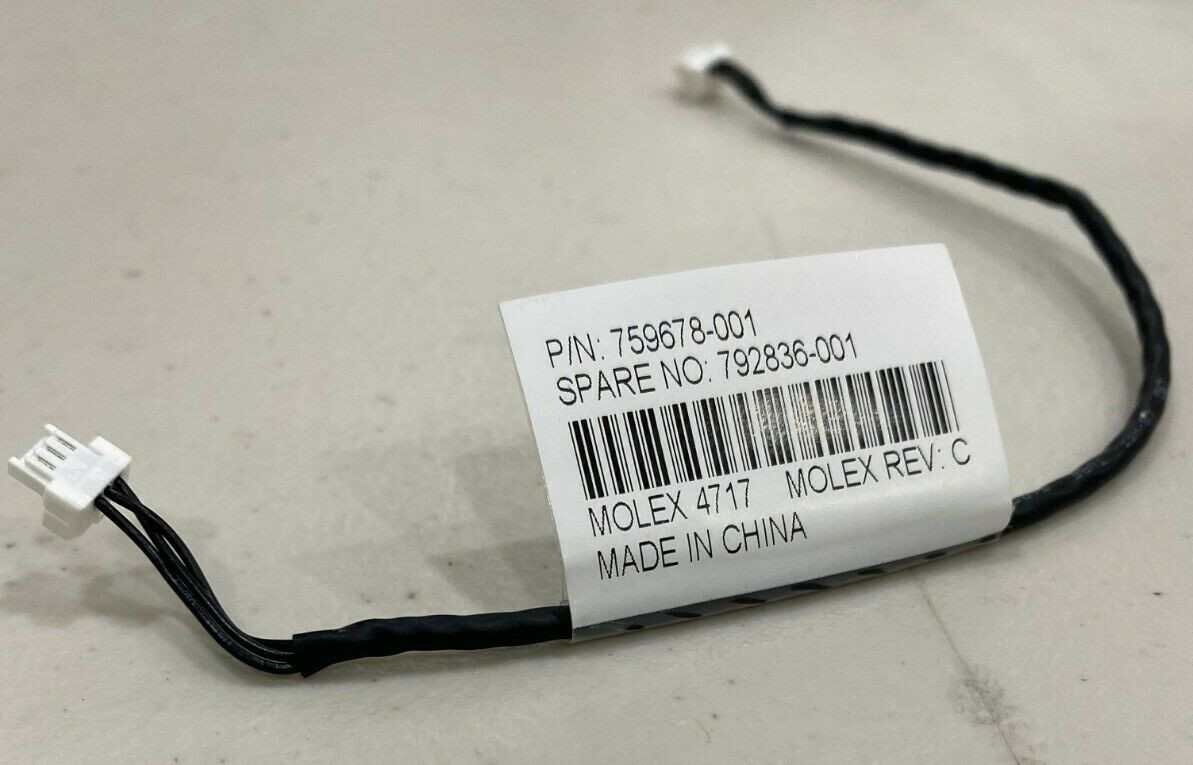 P/N: 759678-001
SPARE NO: 792836-001
MOLEX 4717 MOLEX REV: C
MADE IN CHINA